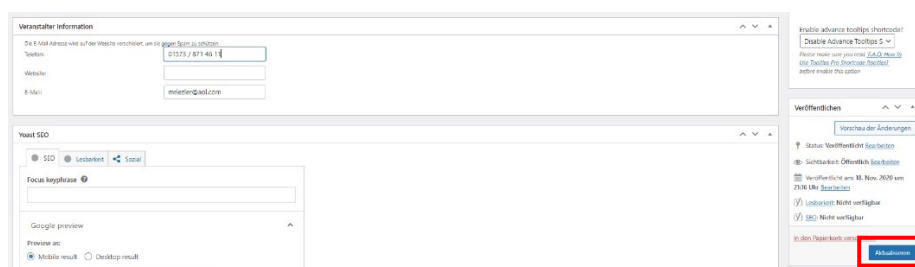 Veranstalter Information
Die E-Mail Adresse wird auf der Website verschleiert, um sie gegen Spam zu schützen.
Telefon:
01573 / 871 46 11
Website:
E-Mail:
mrietler@aol.com
Yoast SEO
SEO
Lesbarkeit
Sozial
Focus keyphrase
Google preview
Preview as:
Mobile result
Desktop result
Enable advance tooltips shortcode?
Disable Advance Tooltips S
Please make sure you read F.A.Q: How to
Use Tooltips Pro Shortcode [tooltips]
before enable this option
Veröffentlichen
Vorschau der Änderungen
Status: Veröffentlicht Bearbeiten
Sichtbarkeit: Öffentlich Bearbeiten
Veröffentlicht am: 18. Nov. 2020 um
21:16 Uhr Bearbeiten
Lesbarkeit: Nicht verfügbar
SEO: Nicht verfügbar
In den Papierkorb
Aktualisieren